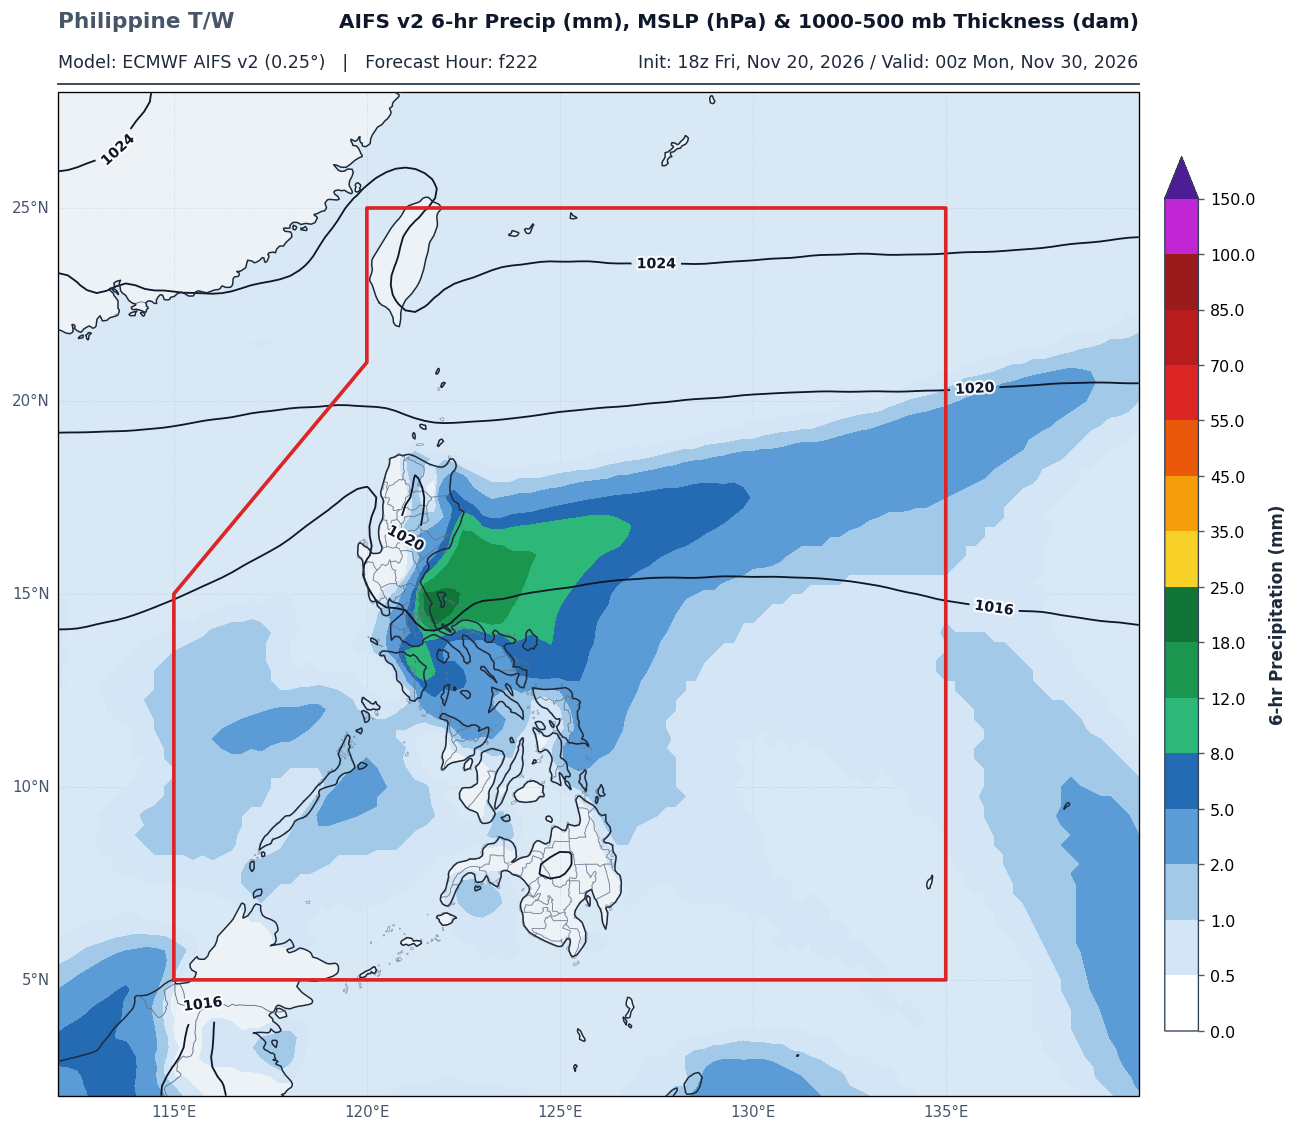 Philippine T/W
AIFS v2 6-hr Precip (mm), MSLP (hPa) & 1000-500 mb Thickness (dam)
Model: ECMWF AIFS v2 (0.25°) | Forecast Hour: f222
Init: 18z Fri, Nov 20, 2026 / Valid: 00z Mon, Nov 30, 2026
1024
25°N
1024
20°N
1020
1020
15°N
1016
10°N
5°N
1016
115°E
120°E
125°E
130°E
135°E
150.0
100.0
85.0
70.0
55.0
45.0
35.0
25.0
18.0
12.0
8.0
5.0
2.0
1.0
0.5
0.0
6-hr Precipitation (mm)